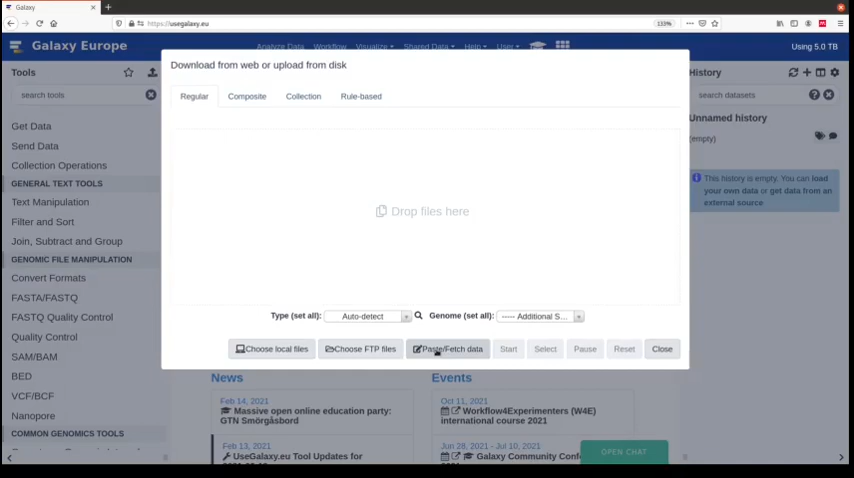 Galaxy
https://usegalaxy.eu
133%
Galaxy Europe
Analyze Data Workflow Visualize Shared Data Help User
Using 5.0 TB
Tools
search tools
Get Data
Send Data
Collection Operations
GENERAL TEXT TOOLS
Text Manipulation
Filter and Sort
Join, Subtract and Group
GENOMIC FILE MANIPULATION
Convert Formats
FASTA/FASTQ
FASTQ Quality Control
Quality Control
SAM/BAM
BED
VCF/BCF
Nanopore
COMMON GENOMICS TOOLS
Download from web or upload from disk
Regular Composite Collection Rule-based
Drop files here
Type (set all): Auto-detect Genome (set all): ----- Additional S...
Choose local files Choose FTP files Paste/Fetch data Start Select Pause Reset Close
News
Feb 14, 2021
Massive open online education party:
GTN Smörgåsbord
Feb 13, 2021
UseGalaxy.eu Tool Updates for
Events
Oct 11, 2021
Workflow4Experimenters (W4E)
international course 2021
Jun 28, 2021 - Jul 10, 2021
Galaxy Community
OPEN CHAT
History
search datasets
Unnamed history
(empty)
This history is empty. You can load
your own data or get data from an
external source